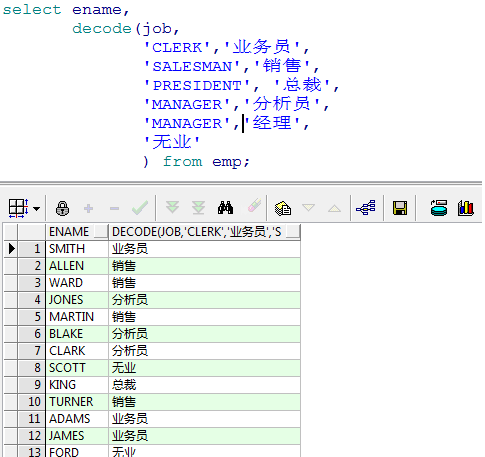 select ename,
decode(job,
'CLERK','业务员',
'SALESMAN','销售',
'PRESIDENT', '总裁',
'MANAGER','分析员',
'MANAGER','经理',
'无业'
) from emp;
ENAME DECODE(JOB,'CLERK','业务员','S
1 SMITH 业务员
2 ALLEN 销售
3 WARD 销售
4 JONES 分析员
5 MARTIN 销售
6 BLAKE 分析员
7 CLARK 分析员
8 SCOTT 无业
9 KING 总裁
10 TURNER 销售
11 ADAMS 业务员
12 JAMES 业务员
13 FORD 无业